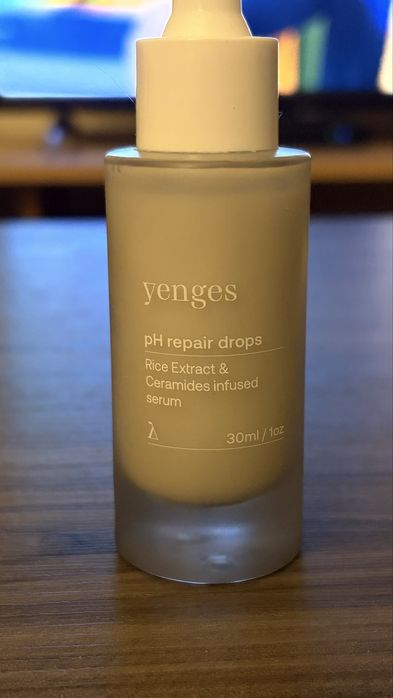 yenges
pH repair drops
Rice Extract &
Ceramides infused
serum
30ml / 1oz